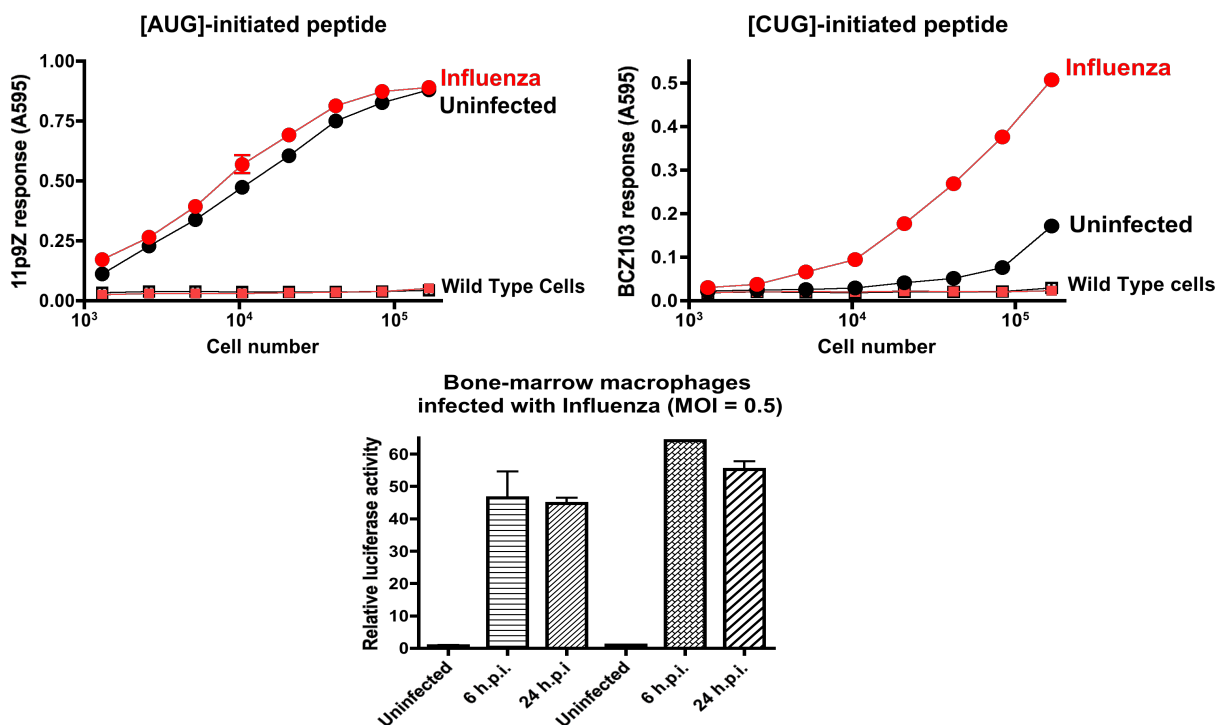 [AUG]-initiated peptide
11p9Z response (A595)
1.00
0.75
0.50
0.25
0.00
10³
10⁴
10⁵
Cell number
Influenza
Uninfected
Wild Type Cells
[CUG]-initiated peptide
BCZ103 response (A595)
0.5
0.4
0.3
0.2
0.1
0.0
10³
10⁴
10⁵
Cell number
Influenza
Uninfected
Wild Type cells
Bone-marrow macrophages
infected with Influenza (MOI = 0.5)
Relative luciferase activity
60
50
40
30
20
10
0
Uninfected
6 h.p.i.
24 h.p.i
Uninfected
6 h.p.i.
24 h.p.i.